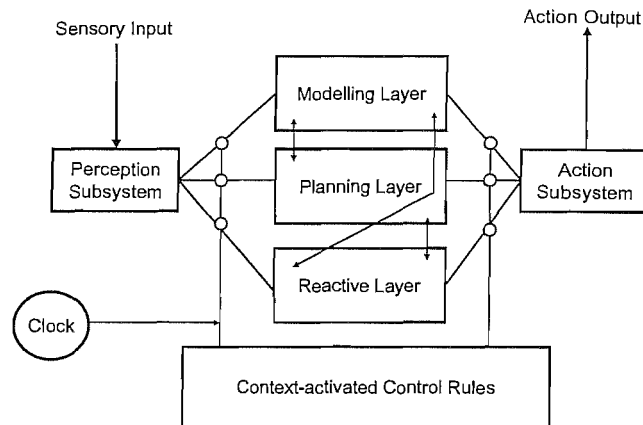 Sensory Input
Action Output
Modelling Layer
Perception
Subsystem
Planning Layer
Action
Subsystem
Reactive Layer
Clock
Context-activated Control Rules